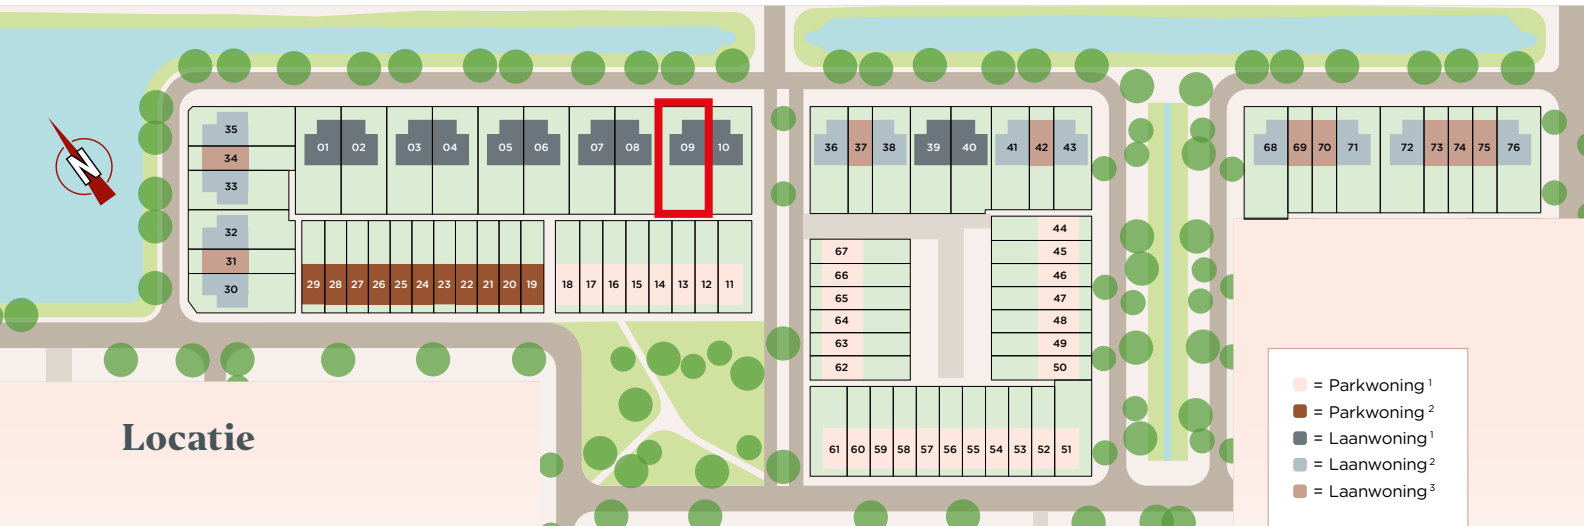 35
34
33
32
31
30
01 02 03 04 05 06 07 08 09 10
29 28 27 26 25 24 23 22 21 20 19
18 17 16 15 14 13 12 11
36 37 38 39 40 41 42 43
44
45
46
47
48
49
50
67
66
65
64
63
62
61 60 59 58 57 56 55 54 53 52 51
68 69 70 71 72 73 74 75 76
N
Locatie
= Parkwoning ¹
= Parkwoning ²
= Laanwoning ¹
= Laanwoning ²
= Laanwoning ³